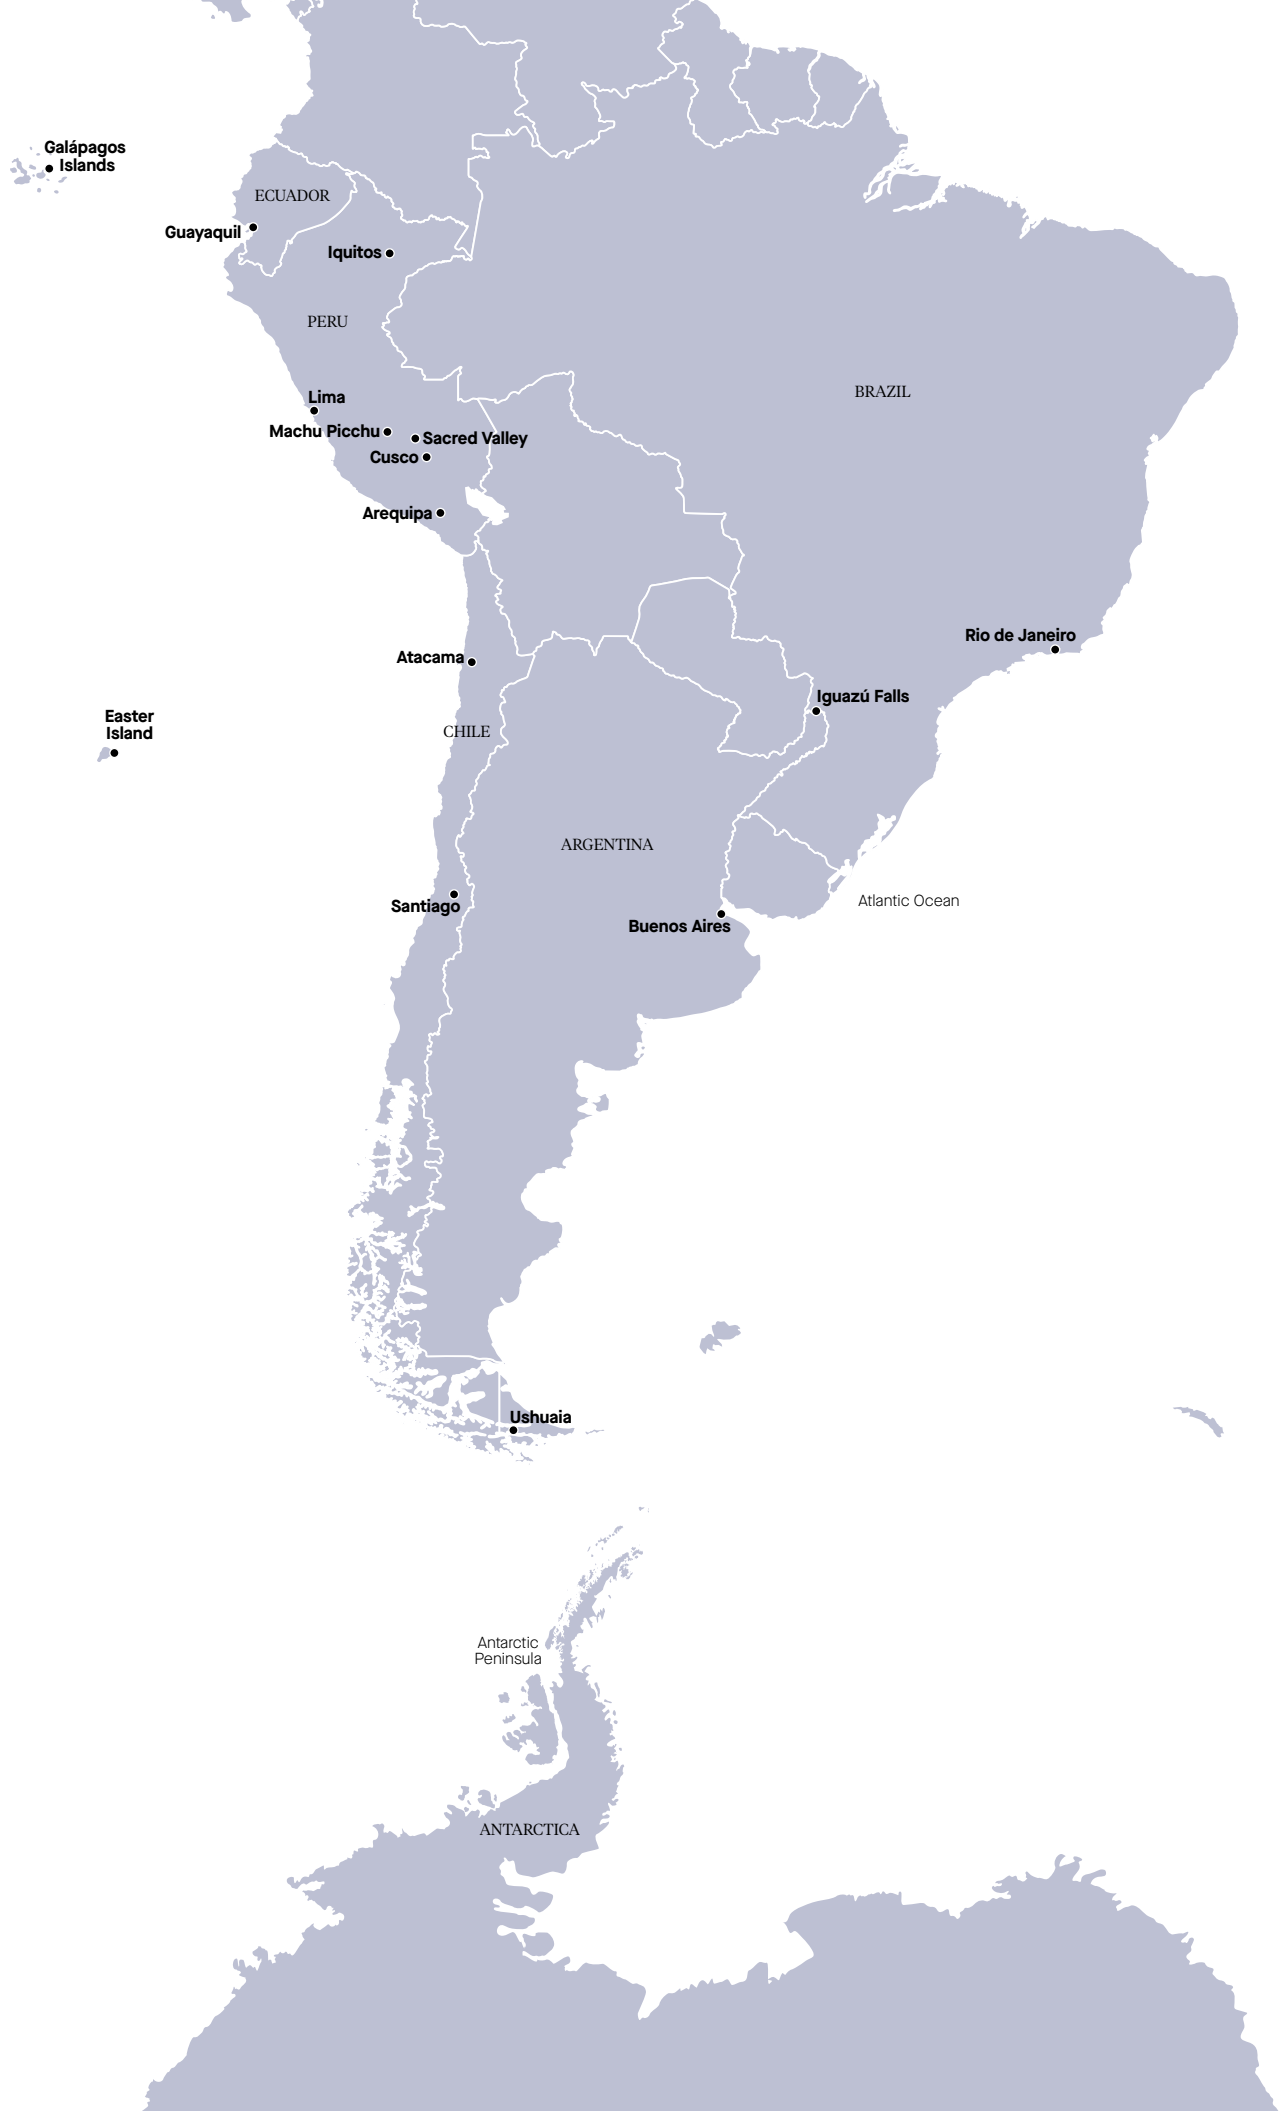 Galápagos
Islands
ECUADOR
Guayaquil
Iquitos
PERU
BRAZIL
Lima
Machu Picchu
Sacred Valley
Cusco
Arequipa
Rio de Janeiro
Atacama
Iguazú Falls
Easter
Island
CHILE
ARGENTINA
Atlantic Ocean
Santiago
Buenos Aires
Ushuaia
Antarctic
Peninsula
ANTARCTICA